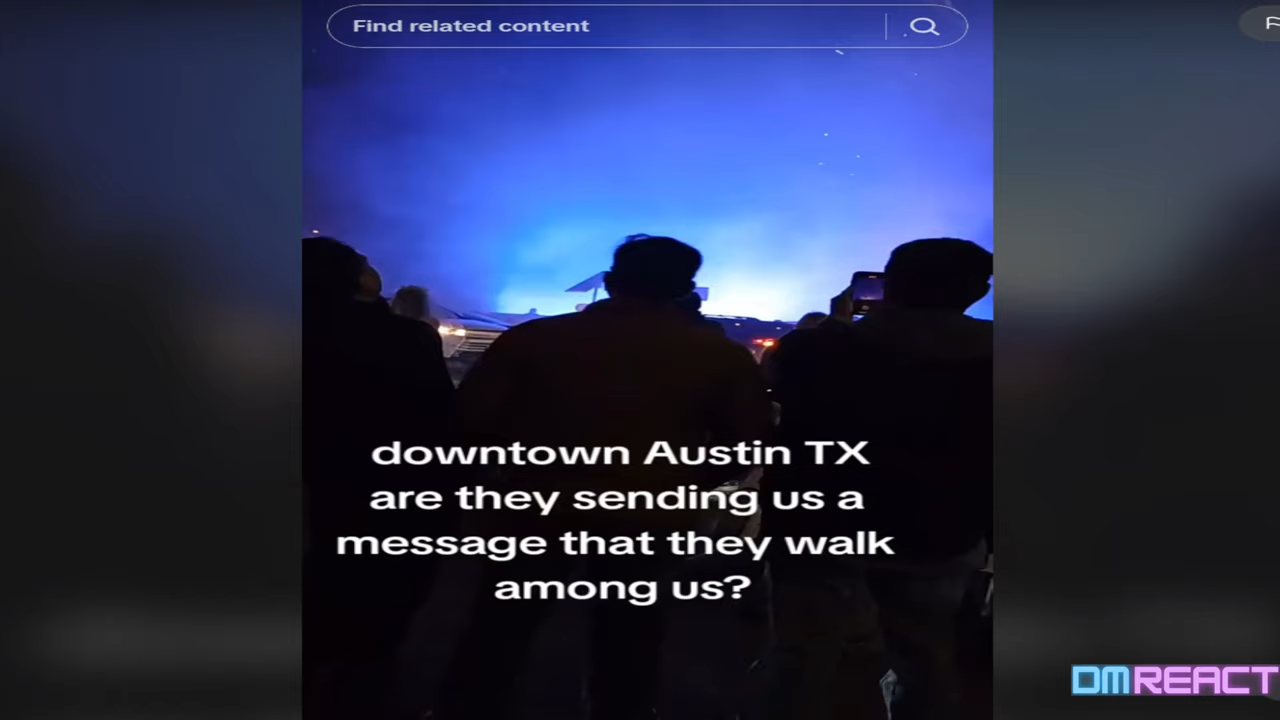 Find related content
downtown Austin TX
are they sending us a
message that they walk
among us?
DMREACT